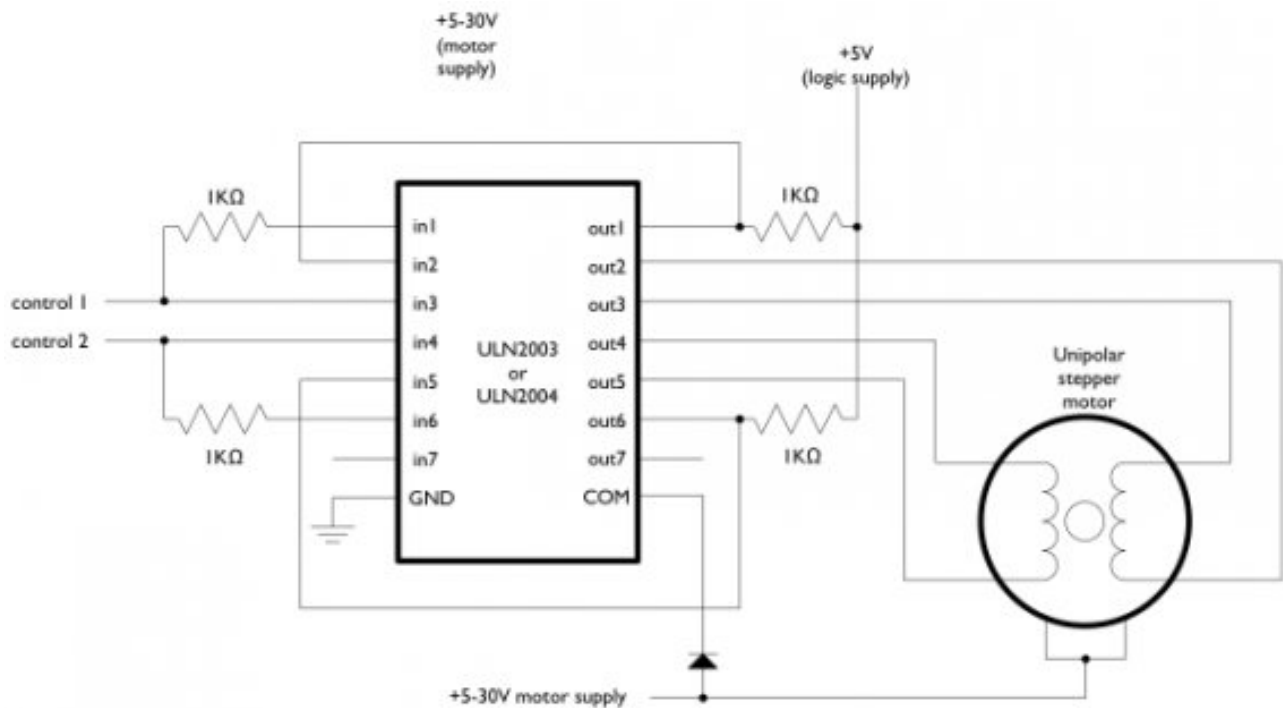 +5-30V
(motor
supply)
+5V
(logic supply)
1KΩ
1KΩ
in1
out1
in2
out2
control 1
in3
out3
control 2
in4
out4
ULN2003
or
ULN2004
Unipolar
stepper
motor
in5
out5
in6
out6
1KΩ
1KΩ
in7
out7
GND
COM
+5-30V motor supply